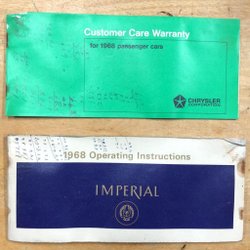 Customer Care Warranty
for 1968 passenger cars
CHRYSLER
CORPORATION
1968 Operating Instructions
IMPERIAL